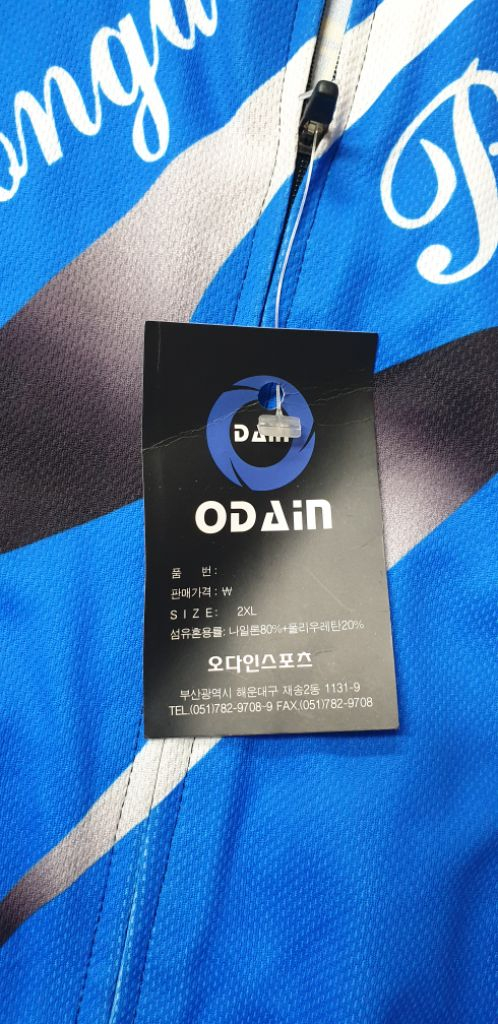 onga
P
DAiN
ODAiN
품 번 :
판매가격 : ₩
S I Z E : 2XL
섬유혼용률: 나일론80%+폴리우레탄20%
오다인스포츠
부산광역시 해운대구 재송2동 1131-9
TEL.(051)782-9708~9 FAX.(051)782-9708